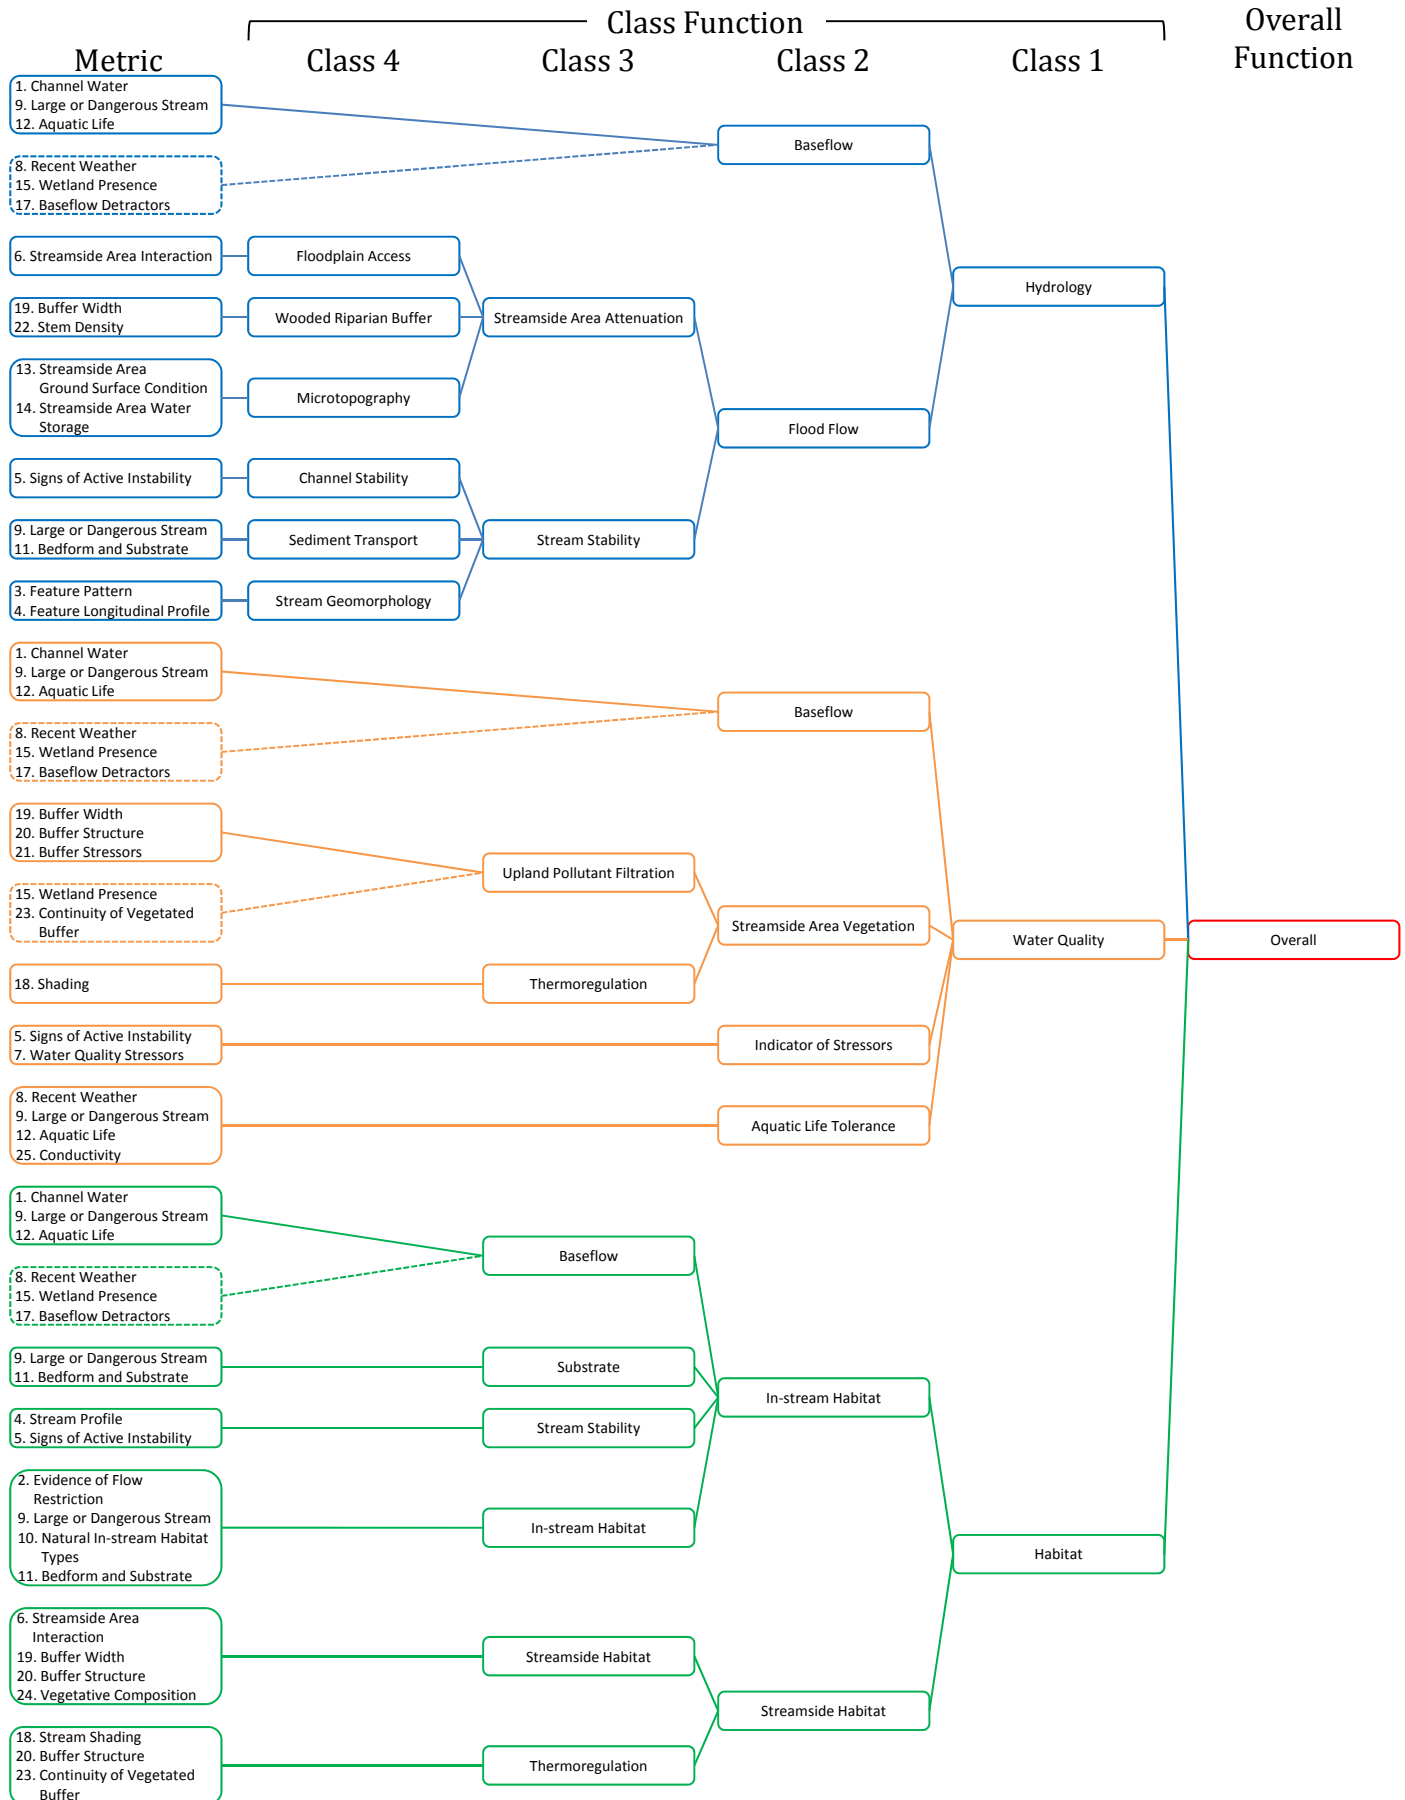 Class Function
Overall
Function
Metric
Class 4
Class 3
Class 2
Class 1
1. Channel Water
9. Large or Dangerous Stream
12. Aquatic Life
Baseflow
8. Recent Weather
15. Wetland Presence
17. Baseflow Detractors
6. Streamside Area Interaction
Floodplain Access
Hydrology
19. Buffer Width
22. Stem Density
Wooded Riparian Buffer
Streamside Area Attenuation
13. Streamside Area
Ground Surface Condition
14. Streamside Area Water
Storage
Microtopography
Flood Flow
5. Signs of Active Instability
Channel Stability
9. Large or Dangerous Stream
11. Bedform and Substrate
Sediment Transport
Stream Stability
3. Feature Pattern
4. Feature Longitudinal Profile
Stream Geomorphology
1. Channel Water
9. Large or Dangerous Stream
12. Aquatic Life
Baseflow
8. Recent Weather
15. Wetland Presence
17. Baseflow Detractors
19. Buffer Width
20. Buffer Structure
21. Buffer Stressors
Upland Pollutant Filtration
15. Wetland Presence
23. Continuity of Vegetated
Buffer
Streamside Area Vegetation
Water Quality
Overall
18. Shading
Thermoregulation
5. Signs of Active Instability
7. Water Quality Stressors
Indicator of Stressors
8. Recent Weather
9. Large or Dangerous Stream
12. Aquatic Life
25. Conductivity
Aquatic Life Tolerance
1. Channel Water
9. Large or Dangerous Stream
12. Aquatic Life
Baseflow
8. Recent Weather
15. Wetland Presence
17. Baseflow Detractors
9. Large or Dangerous Stream
11. Bedform and Substrate
Substrate
In-stream Habitat
4. Stream Profile
5. Signs of Active Instability
Stream Stability
2. Evidence of Flow
Restriction
9. Large or Dangerous Stream
10. Natural In-stream Habitat
Types
11. Bedform and Substrate
In-stream Habitat
Habitat
6. Streamside Area
Interaction
19. Buffer Width
20. Buffer Structure
24. Vegetative Composition
Streamside Habitat
Streamside Habitat
18. Stream Shading
20. Buffer Structure
23. Continuity of Vegetated
Buffer
Thermoregulation